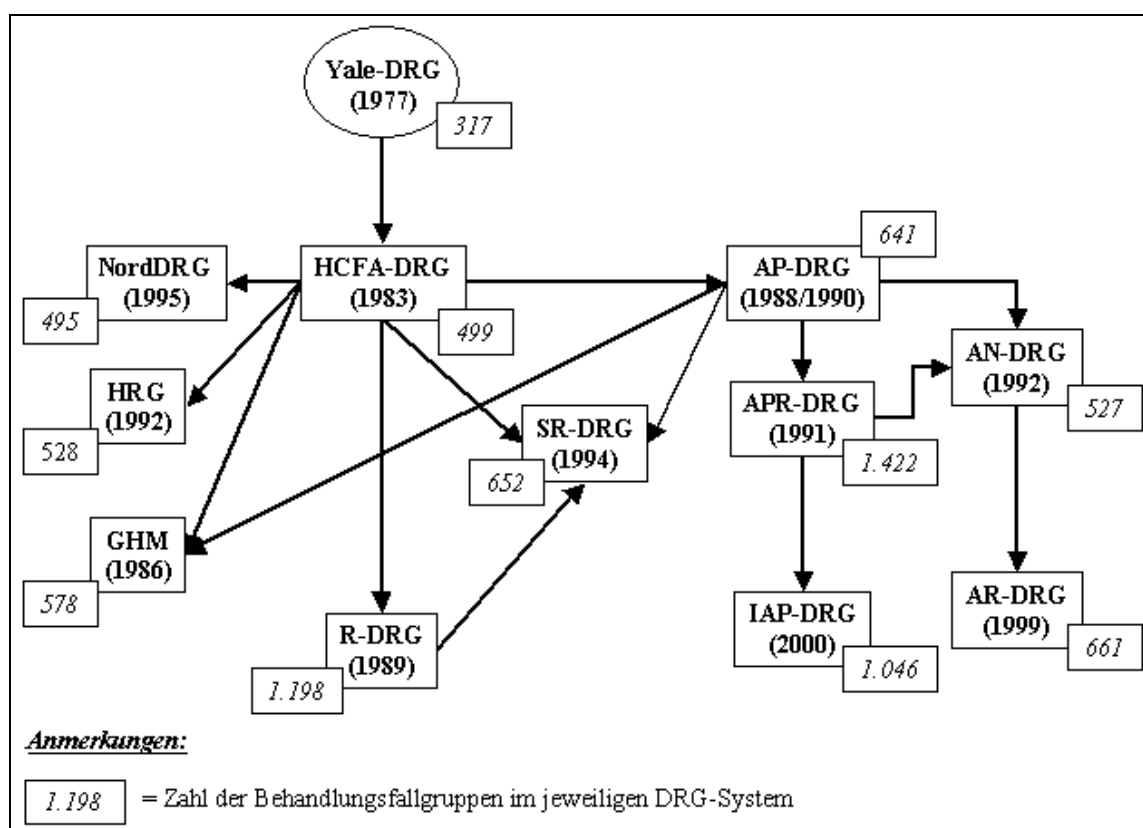 Yale-DRG
(1977)
317
641
NordDRG
(1995)
495
HCFA-DRG
(1983)
499
AP-DRG
(1988/1990)
AN-DRG
(1992)
527
HRG
(1992)
528
SR-DRG
(1994)
652
APR-DRG
(1991)
1.422
GHM
(1986)
578
R-DRG
(1989)
1.198
IAP-DRG
(2000)
1.046
AR-DRG
(1999)
661
Anmerkungen:
1.198 = Zahl der Behandlungsfallgruppen im jeweiligen DRG-System